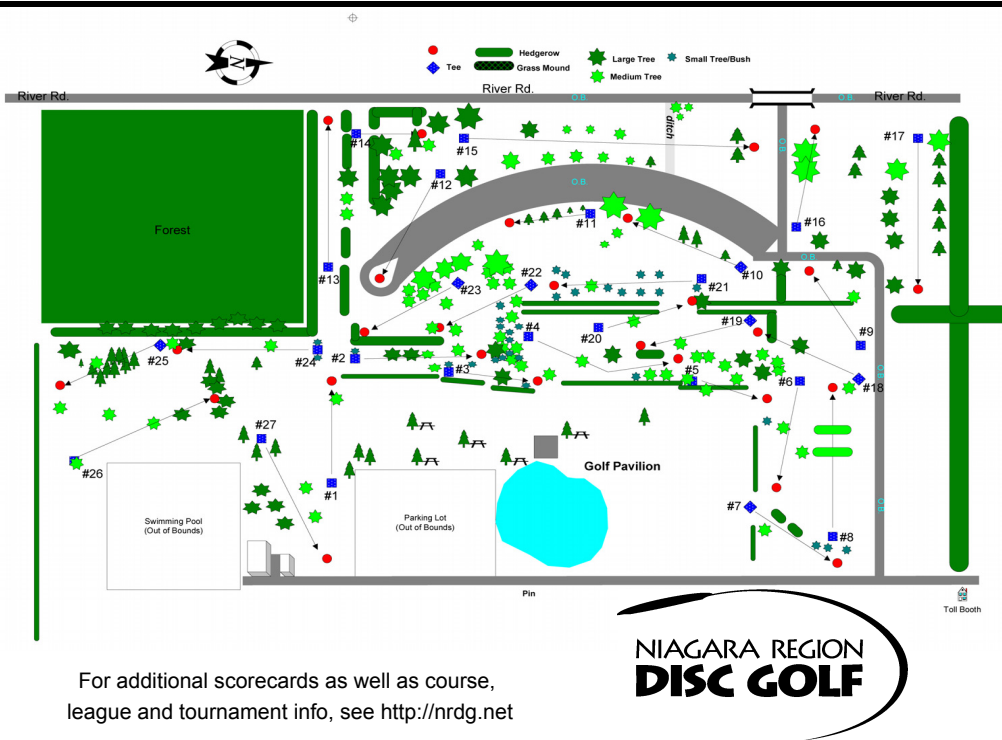 N
Hedgerow
Tee
Grass Mound
Large Tree
Small Tree/Bush
Medium Tree
River Rd.
O.B.
River Rd.
O.B.
River Rd.
ditch
O.B.
#14
#15
#17
#12
O.B.
#11
#16
Forest
O.B.
#13
#10
#22
#21
#23
#9
#19
#4
#20
#25
#24
#2
#3
#5
#6
#18
O.B.
#27
#26
#1
Golf Pavilion
#7
O.B.
#8
Swimming Pool
(Out of Bounds)
Parking Lot
(Out of Bounds)
Pin
Toll Booth
NIAGARA REGION
DISC GOLF
For additional scorecards as well as course,
league and tournament info, see http://nrdg.net